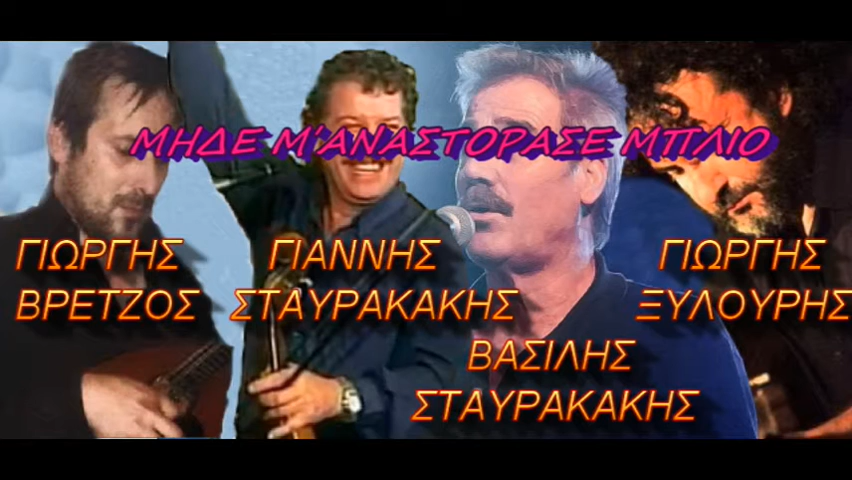 ΜΗΔΕ Μ'ΑΝΑΣΤΟΡΑΣΕ ΜΠΛΙΟ
ΓΙΩΡΓΗΣ
ΒΡΕΤΖΟΣ
ΓΙΑΝΝΗΣ
ΣΤΑΥΡΑΚΑΚΗΣ
ΒΑΣΙΛΗΣ
ΣΤΑΥΡΑΚΑΚΗΣ
ΓΙΩΡΓΗΣ
ΞΥΛΟΥΡΗΣ